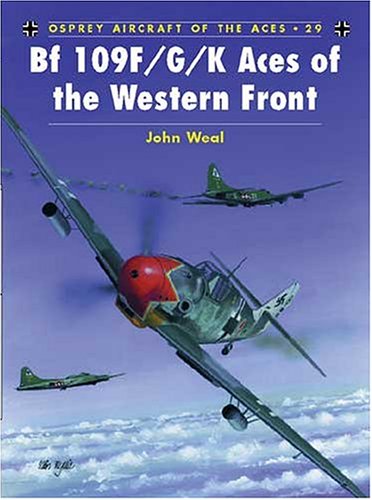 OSPREY AIRCRAFT OF THE ACES • 29
Bf 109F/G/K Aces of
the Western Front
John Weal